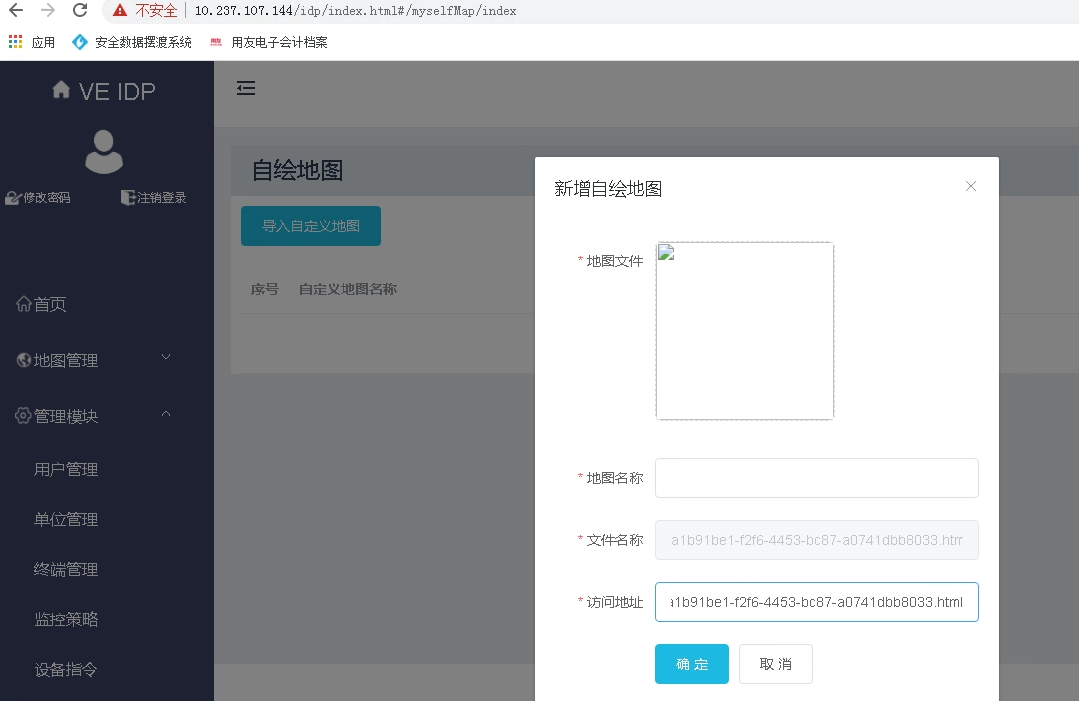 不安全 10.237.107.144/idp/index.html#/myselfMap/index
应用 安全数据摆渡系统 用友电子会计档案
VE IDP
修改密码 注销登录
首页
地图管理
管理模块
用户管理
单位管理
终端管理
监控策略
设备指令
自绘地图
导入自定义地图
序号 自定义地图名称
新增自绘地图
* 地图文件
* 地图名称
* 文件名称 a1b91be1-f2f6-4453-bc87-a0741dbb8033.htm
* 访问地址 a1b91be1-f2f6-4453-bc87-a0741dbb8033.html
确 定 取 消